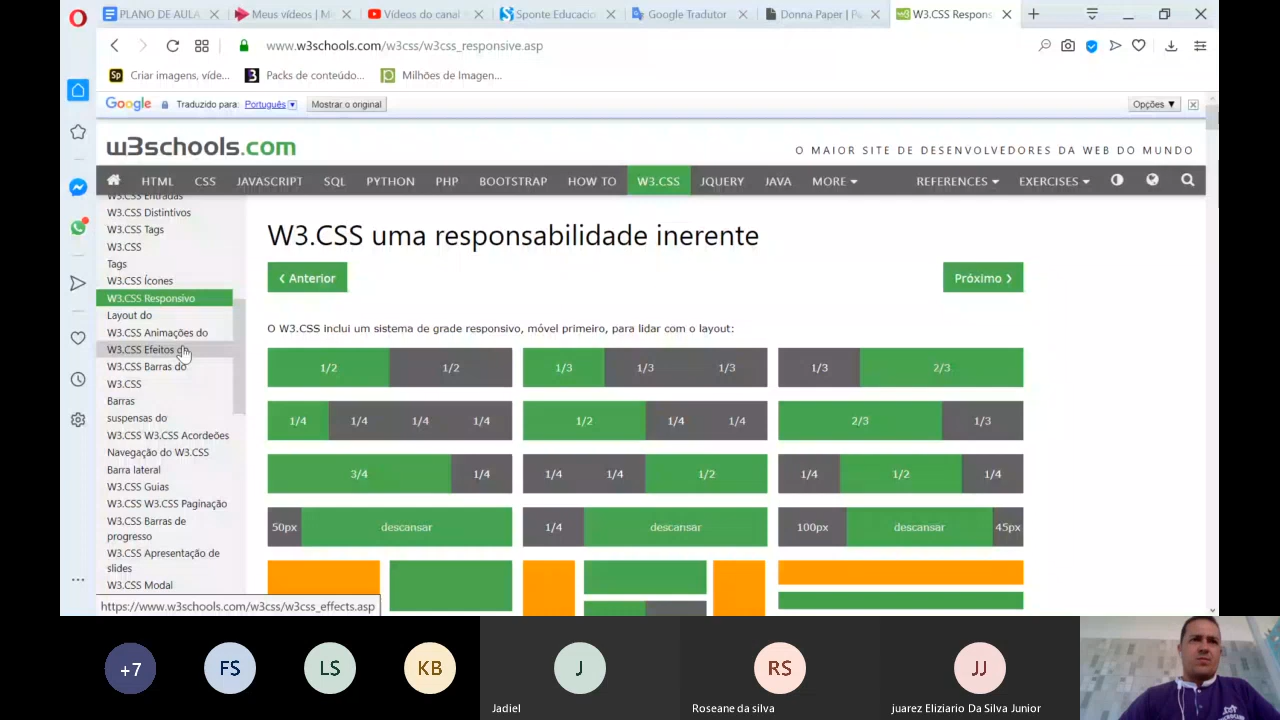 PLANO DE AULA
Meus vídeos | M
Vídeos do canal
Sponte Educacio
Google Tradutor
Donna Paper | Pa
W3.CSS Respons
www.w3schools.com/w3css/w3css_responsive.asp
Sp Criar imagens, víde...
Packs de conteúdo...
Milhões de Imagen...
Google
Traduzido para: Português
Mostrar o original
Opções ▼
w3schools.com
O MAIOR SITE DE DESENVOLVEDORES DA WEB DO MUNDO
HTML CSS JAVASCRIPT SQL PYTHON PHP BOOTSTRAP HOW TO W3.CSS JQUERY JAVA MORE REFERENCES EXERCISES
W3.CSS Entradas
W3.CSS Distintivos
W3.CSS Tags
W3.CSS
Tags
W3.CSS Ícones
W3.CSS Responsivo
Layout do
W3.CSS Animações do
W3.CSS Efeitos do
W3.CSS Barras do
W3.CSS
Barras
suspensas do
W3.CSS W3.CSS Acordeões
Navegação do W3.CSS
Barra lateral
W3.CSS Guias
W3.CSS W3.CSS Paginação
W3.CSS Barras de
progresso
W3.CSS Apresentação de
slides
W3.CSS Modal
https://www.w3schools.com/w3css/w3css_effects.asp
W3.CSS uma responsabilidade inerente
❮ Anterior
Próximo ❯
O W3.CSS inclui um sistema de grade responsivo, móvel primeiro, para lidar com o layout:
1/2 1/2 1/3 1/3 1/3 1/3 2/3
1/4 1/4 1/4 1/4 1/2 1/4 1/4 2/3 1/3
3/4 1/4 1/4 1/4 1/2 1/4 1/2 1/4
50px descansar 1/4 descansar 100px descansar 45px
+7
FS
LS
KB
J
Jadiel
RS
Roseane da silva
JJ
juarez Eliziario Da Silva Junior